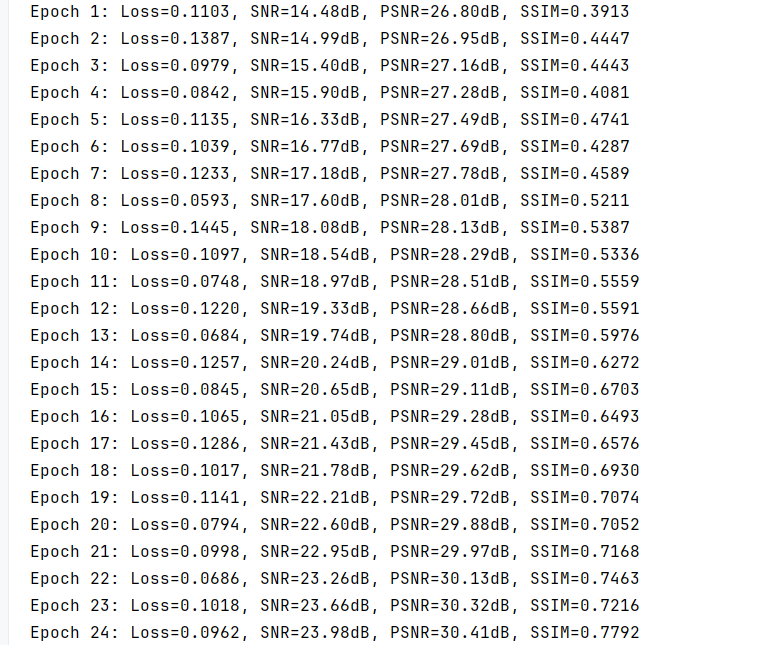 Epoch 1: Loss=0.1103, SNR=14.48dB, PSNR=26.80dB, SSIM=0.3913
Epoch 2: Loss=0.1387, SNR=14.99dB, PSNR=26.95dB, SSIM=0.4447
Epoch 3: Loss=0.0979, SNR=15.40dB, PSNR=27.16dB, SSIM=0.4443
Epoch 4: Loss=0.0842, SNR=15.90dB, PSNR=27.28dB, SSIM=0.4081
Epoch 5: Loss=0.1135, SNR=16.33dB, PSNR=27.49dB, SSIM=0.4741
Epoch 6: Loss=0.1039, SNR=16.77dB, PSNR=27.69dB, SSIM=0.4287
Epoch 7: Loss=0.1233, SNR=17.18dB, PSNR=27.78dB, SSIM=0.4589
Epoch 8: Loss=0.0593, SNR=17.60dB, PSNR=28.01dB, SSIM=0.5211
Epoch 9: Loss=0.1445, SNR=18.08dB, PSNR=28.13dB, SSIM=0.5387
Epoch 10: Loss=0.1097, SNR=18.54dB, PSNR=28.29dB, SSIM=0.5336
Epoch 11: Loss=0.0748, SNR=18.97dB, PSNR=28.51dB, SSIM=0.5559
Epoch 12: Loss=0.1220, SNR=19.33dB, PSNR=28.66dB, SSIM=0.5591
Epoch 13: Loss=0.0684, SNR=19.74dB, PSNR=28.80dB, SSIM=0.5976
Epoch 14: Loss=0.1257, SNR=20.24dB, PSNR=29.01dB, SSIM=0.6272
Epoch 15: Loss=0.0845, SNR=20.65dB, PSNR=29.11dB, SSIM=0.6703
Epoch 16: Loss=0.1065, SNR=21.05dB, PSNR=29.28dB, SSIM=0.6493
Epoch 17: Loss=0.1286, SNR=21.43dB, PSNR=29.45dB, SSIM=0.6576
Epoch 18: Loss=0.1017, SNR=21.78dB, PSNR=29.62dB, SSIM=0.6930
Epoch 19: Loss=0.1141, SNR=22.21dB, PSNR=29.72dB, SSIM=0.7074
Epoch 20: Loss=0.0794, SNR=22.60dB, PSNR=29.88dB, SSIM=0.7052
Epoch 21: Loss=0.0998, SNR=22.95dB, PSNR=29.97dB, SSIM=0.7168
Epoch 22: Loss=0.0686, SNR=23.26dB, PSNR=30.13dB, SSIM=0.7463
Epoch 23: Loss=0.1018, SNR=23.66dB, PSNR=30.32dB, SSIM=0.7216
Epoch 24: Loss=0.0962, SNR=23.98dB, PSNR=30.41dB, SSIM=0.7792